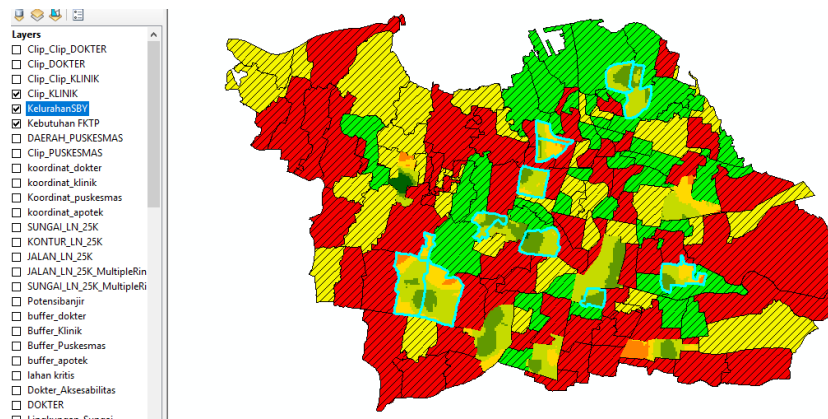 Layers
Clip_Clip_DOKTER
Clip_DOKTER
Clip_Clip_KLINIK
Clip_KLINIK
KelurahanSBY
Kebutuhan FKTP
DAERAH_PUSKESMAS
Clip_PUSKESMAS
koordinat_dokter
koordinat_klinik
Koordinat_puskesmas
koordinat_apotek
SUNGAI_LN_25K
KONTUR_LN_25K
JALAN_LN_25K
JALAN_LN_25K_MultipleRin
SUNGAI_LN_25K_MultipleRi
Potensibanjir
buffer_dokter
Buffer_Klinik
Buffer_Puskesmas
buffer_apotek
lahan kritis
Dokter_Aksesabilitas
DOKTER
Lingkungan_Sungai